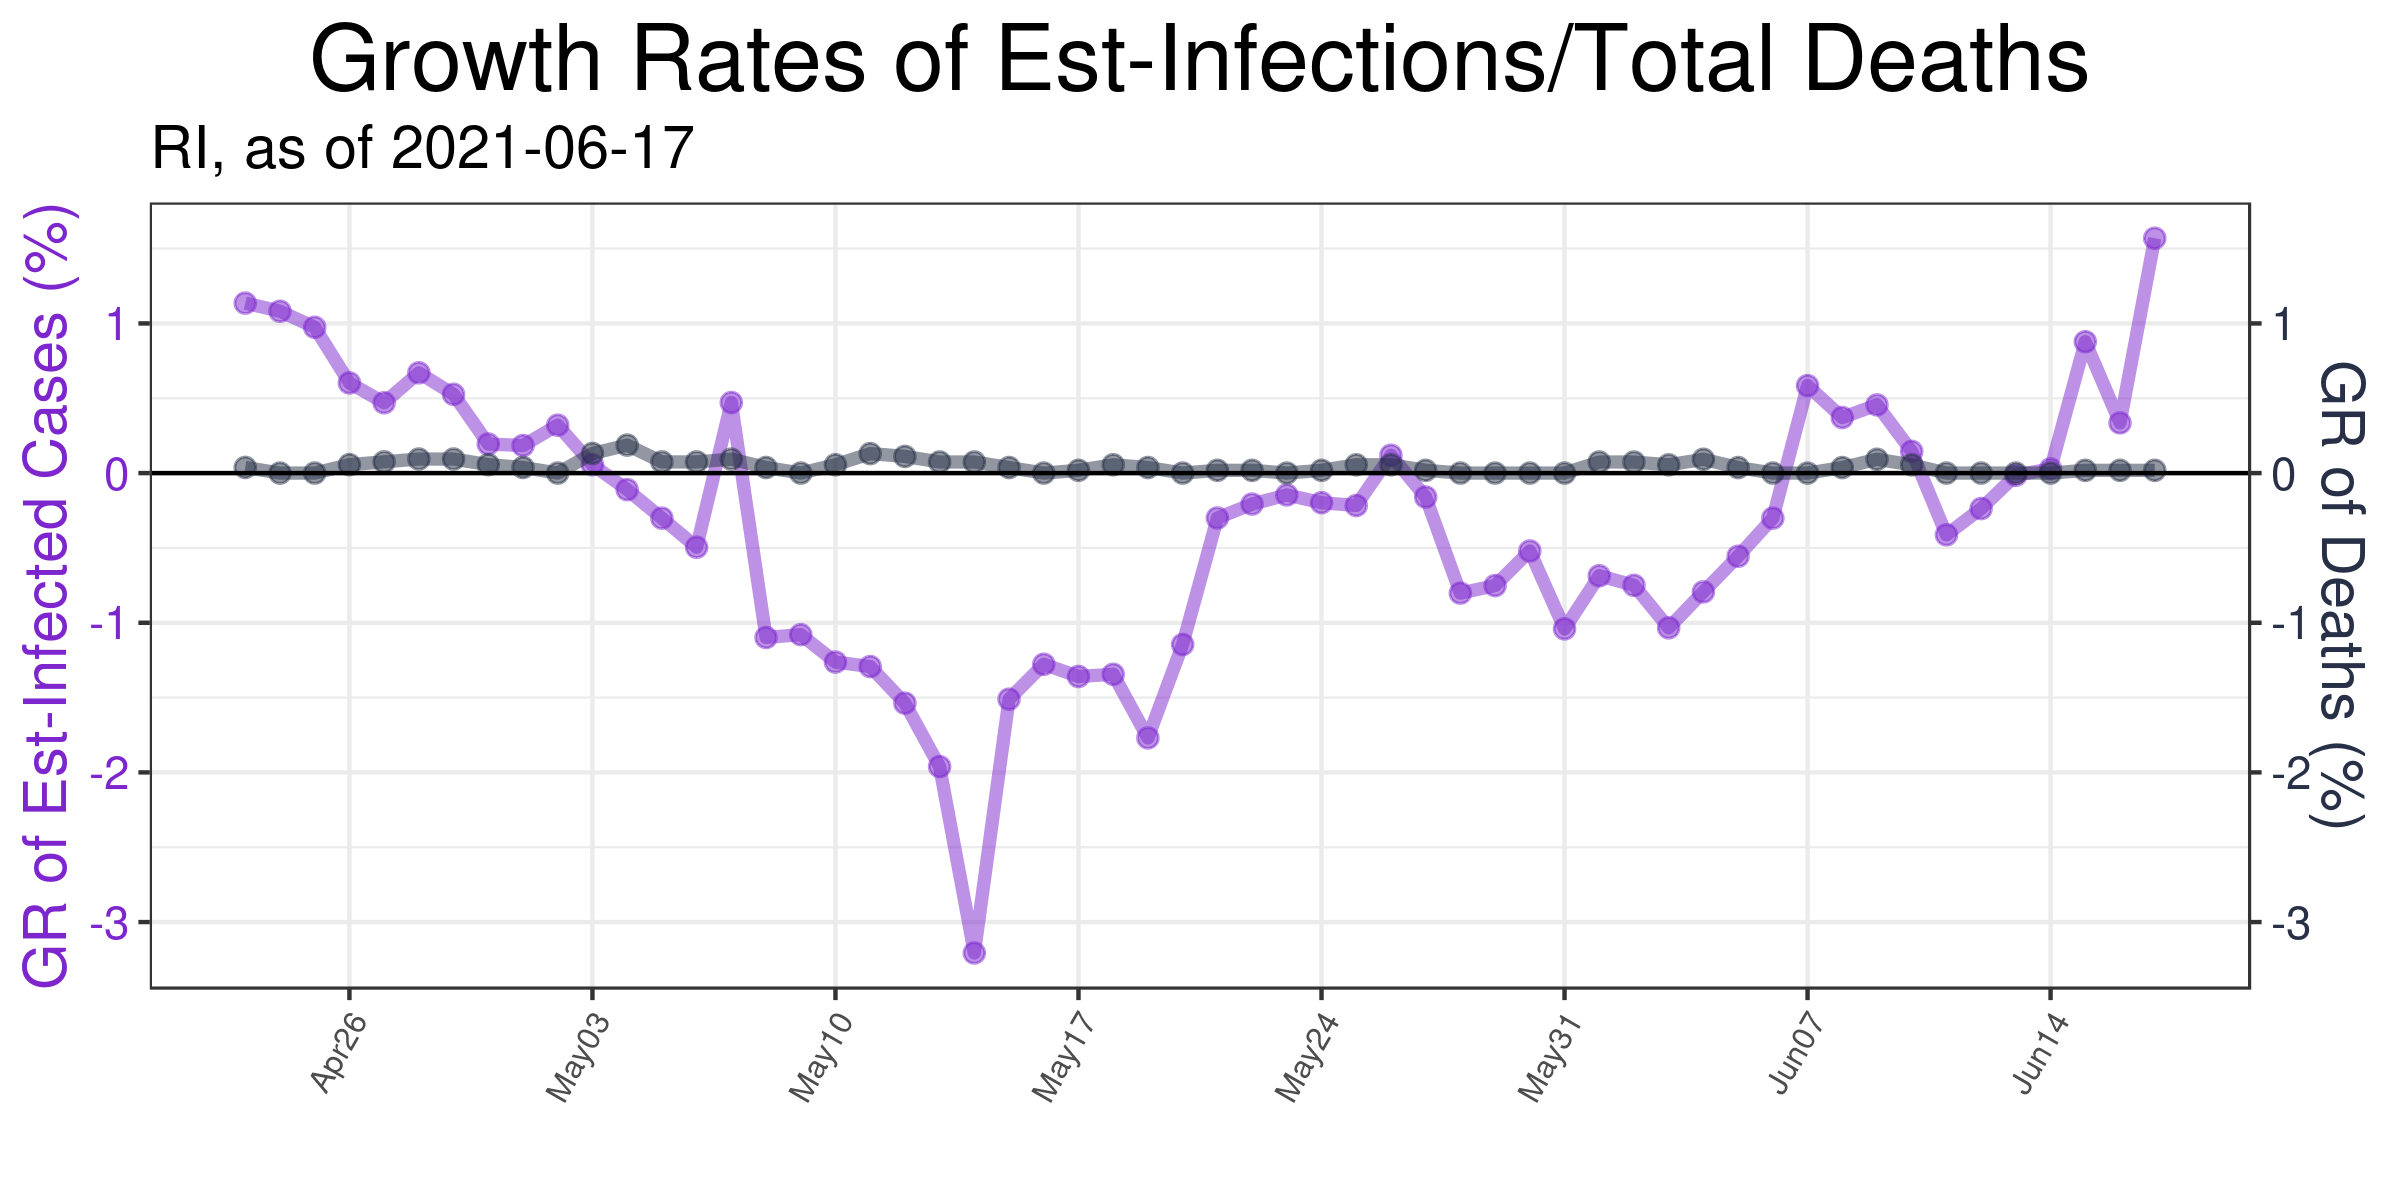 Growth Rates of Est-Infections/Total Deaths
RI, as of 2021-06-17
GR of Est-Infected Cases (%)
1
0
-1
-2
-3
1
0
-1
-2
-3
GR of Deaths (%)
Apr26
May03
May10
May17
May24
May31
Jun07
Jun14